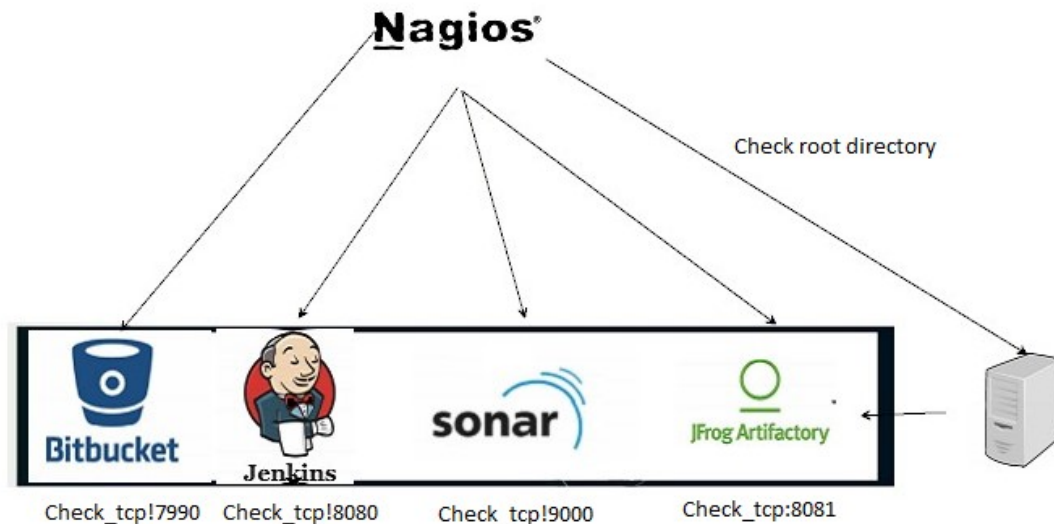 Nagios®
Check root directory
Bitbucket
Jenkins
sonar
JFrog Artifactory
Check_tcp!7990 Check_tcp!8080 Check_tcp!9000 Check_tcp:8081